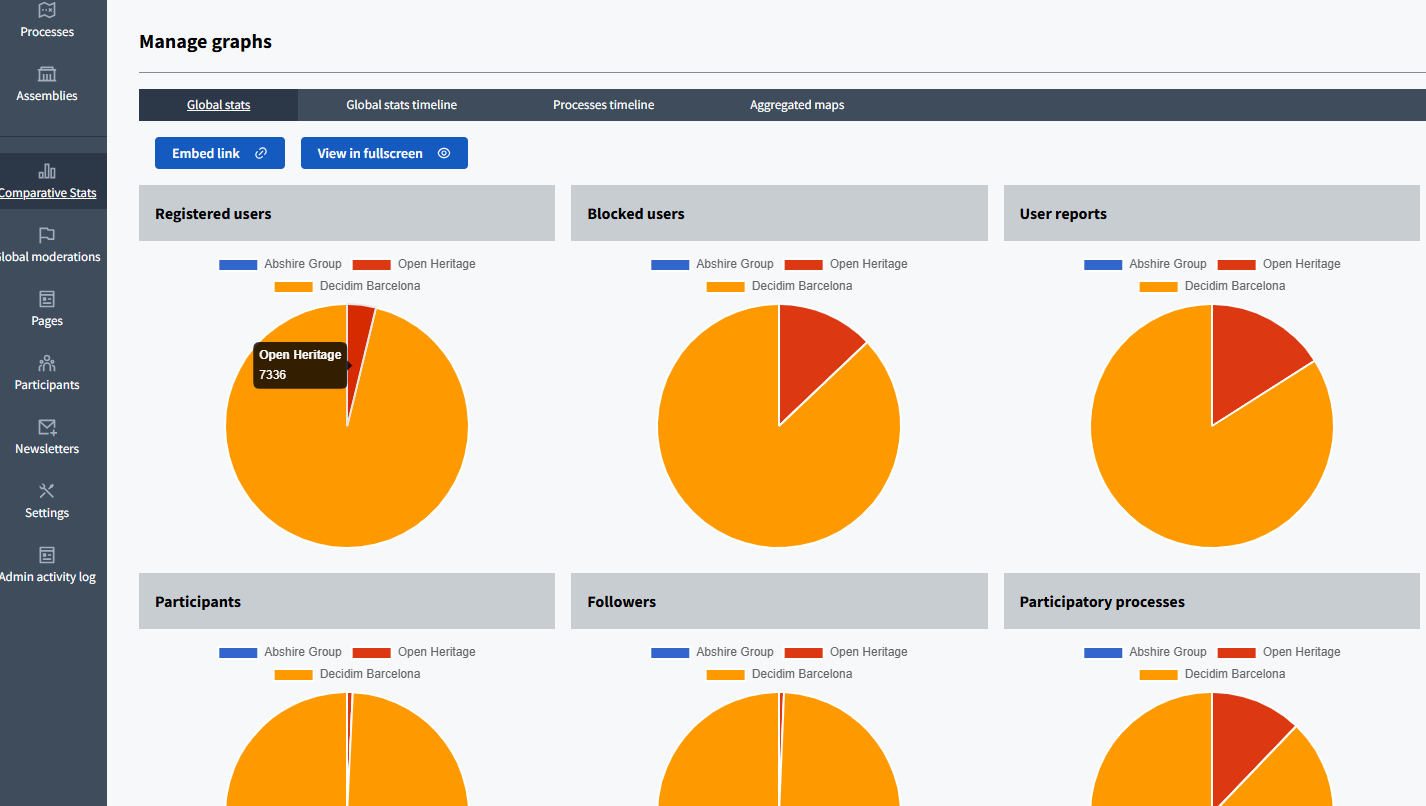 Processes
Assemblies
Comparative Stats
Global moderations
Pages
Participants
Newsletters
Settings
Admin activity log
Manage graphs
Global stats Global stats timeline Processes timeline Aggregated maps
Embed link View in fullscreen
Registered users Blocked users User reports
Abshire Group Open Heritage Abshire Group Open Heritage Abshire Group Open Heritage
Decidim Barcelona Decidim Barcelona Decidim Barcelona
Open Heritage
7336
Participants Followers Participatory processes
Abshire Group Open Heritage Abshire Group Open Heritage Abshire Group Open Heritage
Decidim Barcelona Decidim Barcelona Decidim Barcelona